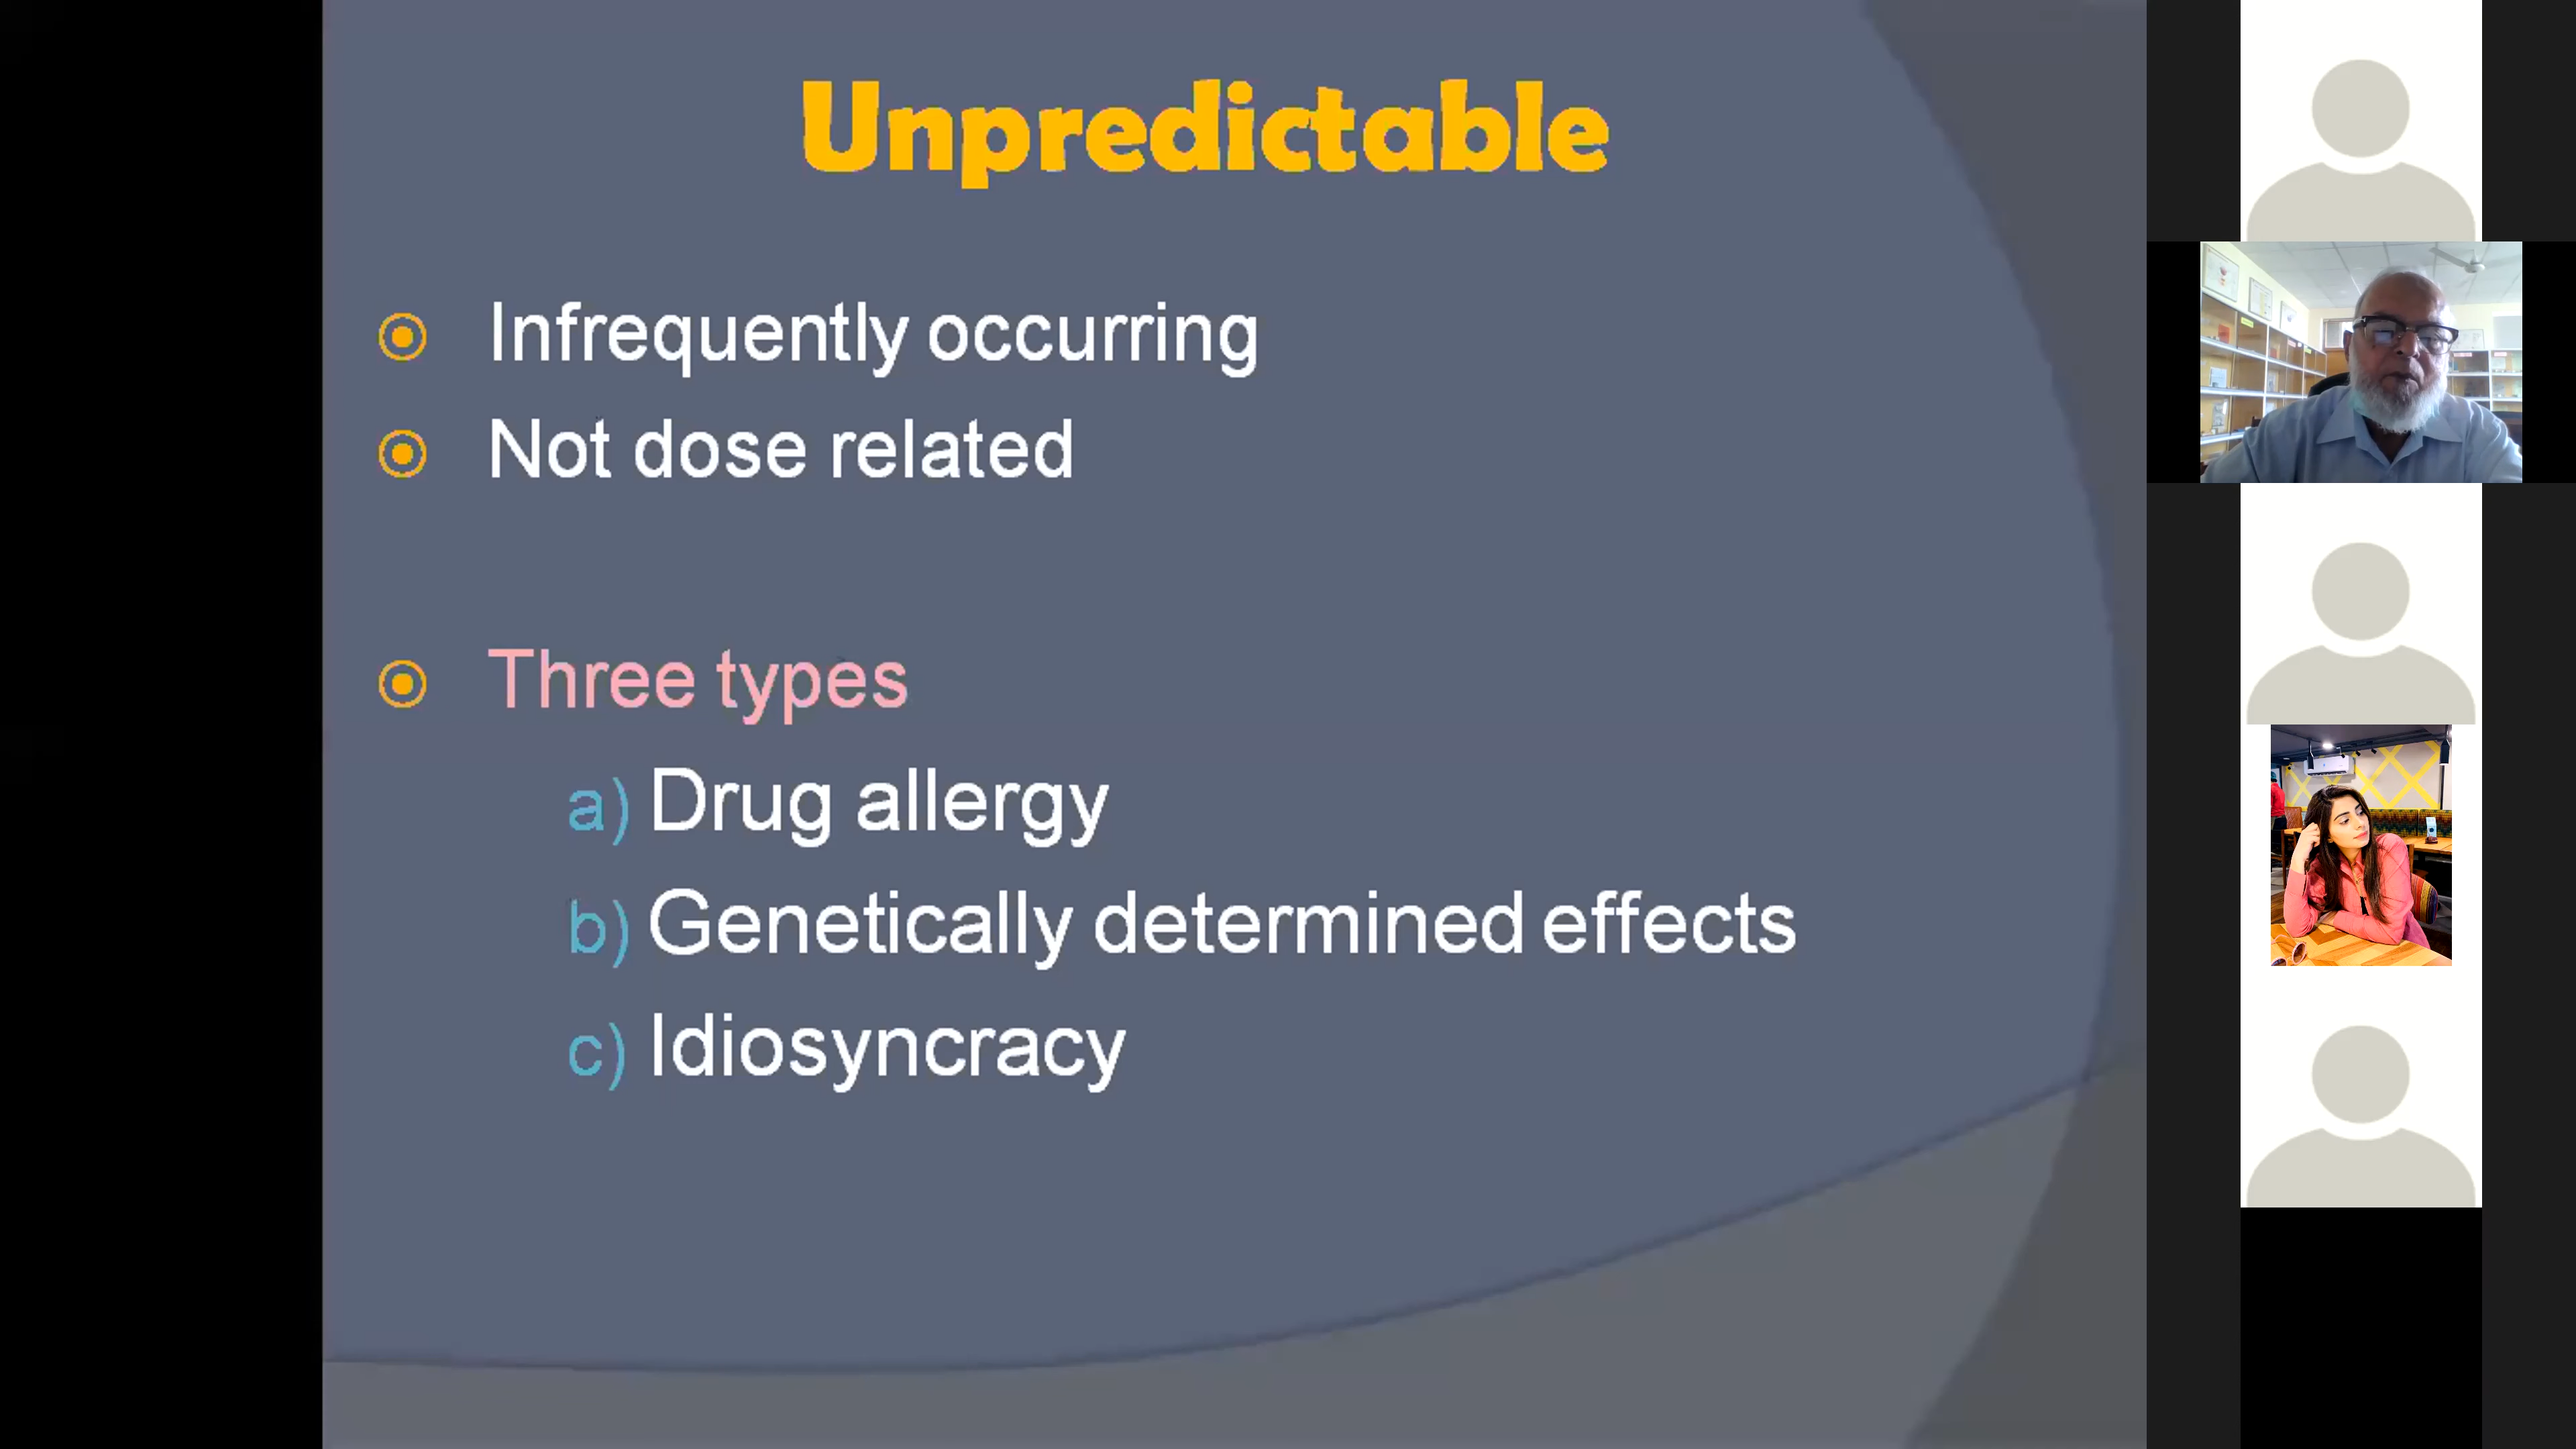 Unpredictable
Infrequently occurring
Not dose related
Three types
a) Drug allergy
b) Genetically determined effects
c) Idiosyncracy